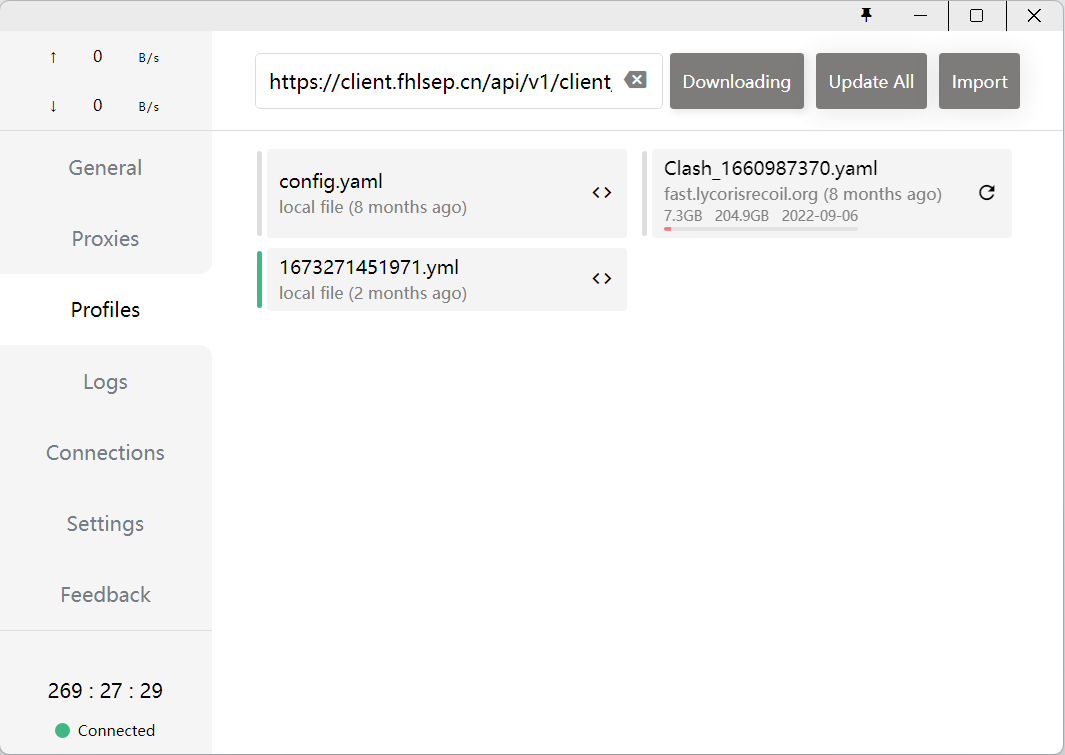 ↑ 0 B/s
↓ 0 B/s
https://client.fhlsep.cn/api/v1/client
Downloading
Update All
Import
General
Proxies
Profiles
Logs
Connections
Settings
Feedback
config.yaml
local file (8 months ago)
Clash_1660987370.yaml
fast.lycorisrecoil.org (8 months ago)
7.3GB 204.9GB 2022-09-06
1673271451971.yml
local file (2 months ago)
269 : 27 : 29
Connected